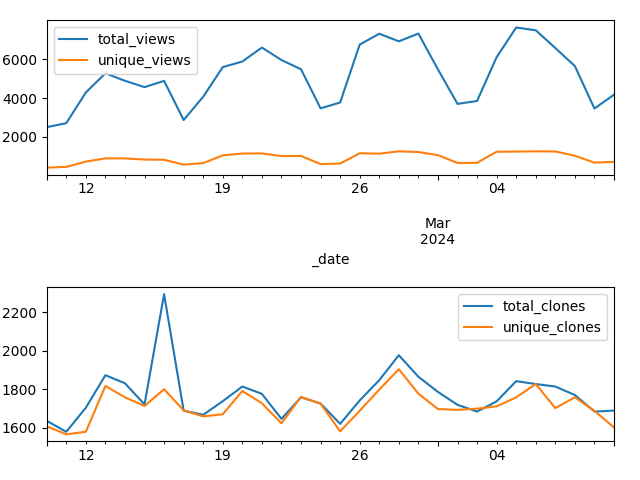 total_views
unique_views
6000
4000
2000
12
19
26
04
Mar
2024
_date
total_clones
unique_clones
2200
2000
1800
1600
12
19
26
04